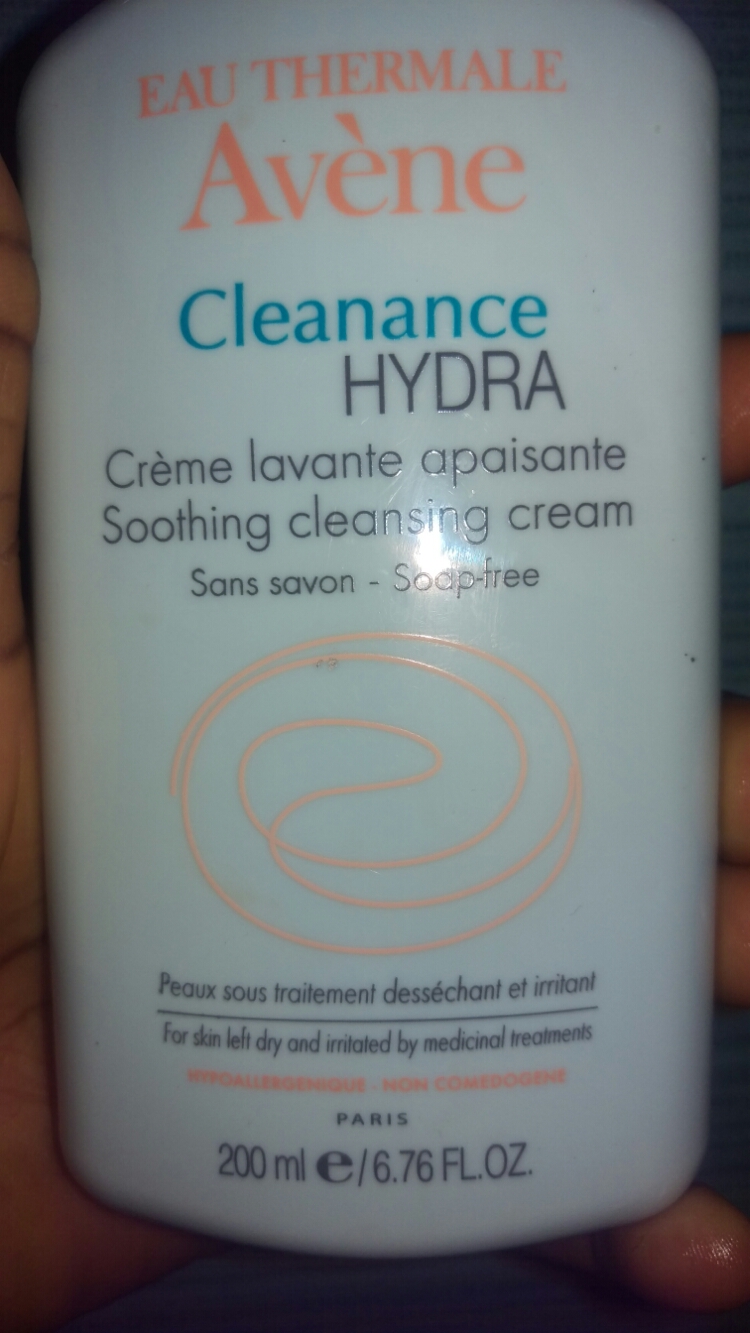 EAU THERMALE
Avène
Cleanance
HYDRA
Crème lavante apaisante
Soothing cleansing cream
Sans savon - Soap-free
Peaux sous traitement desséchant et irritant
For skin left dry and irritated by medicinal treatments
HYPOALLERGENIQUE - NON COMEDOGENE
PARIS
200 ml e/6.76 FL.OZ.